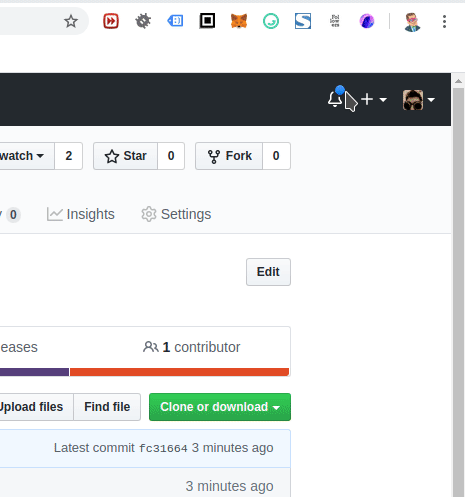 watch 2 Star 0 Fork 0
0 Insights Settings
Edit
eases 1 contributor
Upload files Find file Clone or download
Latest commit fc31664 3 minutes ago
3 minutes ago